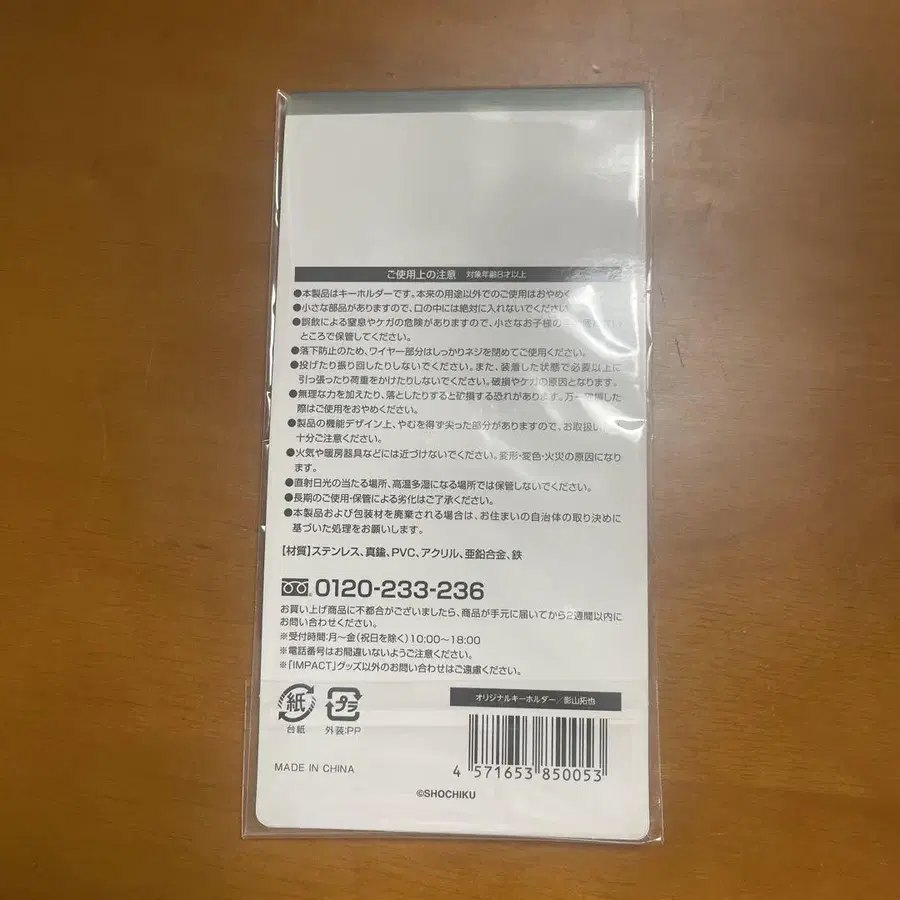 ご使用上の注意 対象年齢8才以上
●本製品はキーホルダーです。本来の用途以外でのご使用はおやめく
●小さな部品がありますので、口の中には絶対に入れないでください
●誤飲による窒息やケガの危険がありますので、小さなお子様の
ところで保管してください。
●落下防止のため、ワイヤー部分はしっかりネジを閉めてご使用ください。
●投げたり振り回したりしないでください。また、装着した状態で必要以上に
引っ張ったり荷重をかけたりしないでください。破損やケガの原因となります。
●無理な力を加えたり、落としたりすると破損する恐れがあります。万一破損した
際はご使用をおやめください。
●製品の機能デザイン上、やむを得ず尖った部分がありますので、お取扱い
十分ご注意ください。
●火気や暖房器具などには近づけないでください。変形・変色・火災の原因になり
ます。
●直射日光の当たる場所、高温多湿になる場所では保管しないでください。
●長期のご使用・保管による劣化はご了承ください。
●本製品および包装材を廃棄される場合は、お住まいの自治体の取り決めに
基づいた処理をお願いします。
【材質】ステンレス、真鍮、PVC、アクリル、亜鉛合金、鉄
0120-233-236
お買い上げ商品に不都合がございましたら、商品が手元に届いてから2週間以内に
お問い合わせください。
※受付時間:月〜金(祝日を除く)10:00〜18:00
※電話番号はお間違いないようご注意ください。
※「IMPACT」グッズ以外のお問い合わせはご遠慮ください。
紙 プラ
台紙 外装:PP
オリジナルキーホルダー/影山拓也
4 571653 850053
MADE IN CHINA
©SHOCHIKU